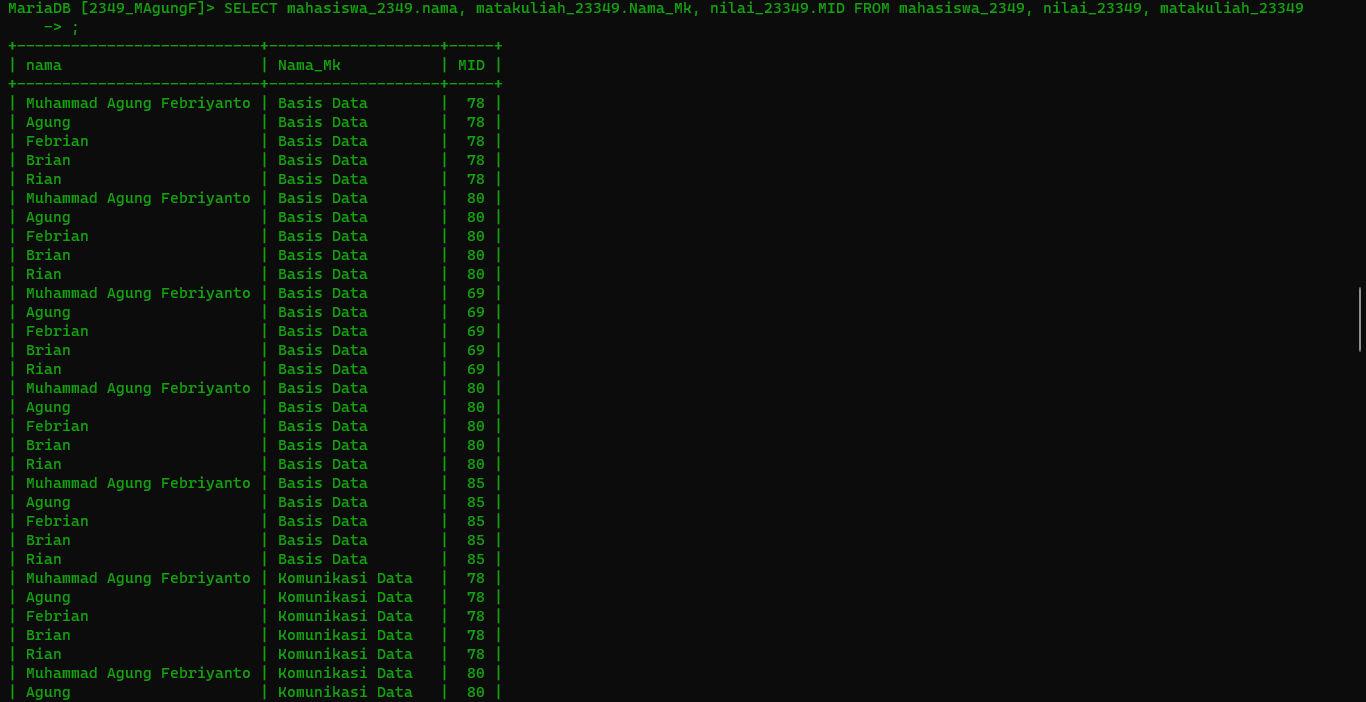 MariaDB [2349_MAgungF]> SELECT mahasiswa_2349.nama, matakuliah_23349.Nama_Mk, nilai_23349.MID FROM mahasiswa_2349, nilai_23349, matakuliah_23349
    -> ;
+---------------------------+-------------------+-----+
| nama                      | Nama_Mk           | MID |
+---------------------------+-------------------+-----+
| Muhammad Agung Febriyanto | Basis Data        |  78 |
| Agung                     | Basis Data        |  78 |
| Febrian                   | Basis Data        |  78 |
| Brian                     | Basis Data        |  78 |
| Rian                      | Basis Data        |  78 |
| Muhammad Agung Febriyanto | Basis Data        |  80 |
| Agung                     | Basis Data        |  80 |
| Febrian                   | Basis Data        |  80 |
| Brian                     | Basis Data        |  80 |
| Rian                      | Basis Data        |  80 |
| Muhammad Agung Febriyanto | Basis Data        |  69 |
| Agung                     | Basis Data        |  69 |
| Febrian                   | Basis Data        |  69 |
| Brian                     | Basis Data        |  69 |
| Rian                      | Basis Data        |  69 |
| Muhammad Agung Febriyanto | Basis Data        |  80 |
| Agung                     | Basis Data        |  80 |
| Febrian                   | Basis Data        |  80 |
| Brian                     | Basis Data        |  80 |
| Rian                      | Basis Data        |  80 |
| Muhammad Agung Febriyanto | Basis Data        |  85 |
| Agung                     | Basis Data        |  85 |
| Febrian                   | Basis Data        |  85 |
| Brian                     | Basis Data        |  85 |
| Rian                      | Basis Data        |  85 |
| Muhammad Agung Febriyanto | Komunikasi Data   |  78 |
| Agung                     | Komunikasi Data   |  78 |
| Febrian                   | Komunikasi Data   |  78 |
| Brian                     | Komunikasi Data   |  78 |
| Rian                      | Komunikasi Data   |  78 |
| Muhammad Agung Febriyanto | Komunikasi Data   |  80 |
| Agung                     | Komunikasi Data   |  80 |